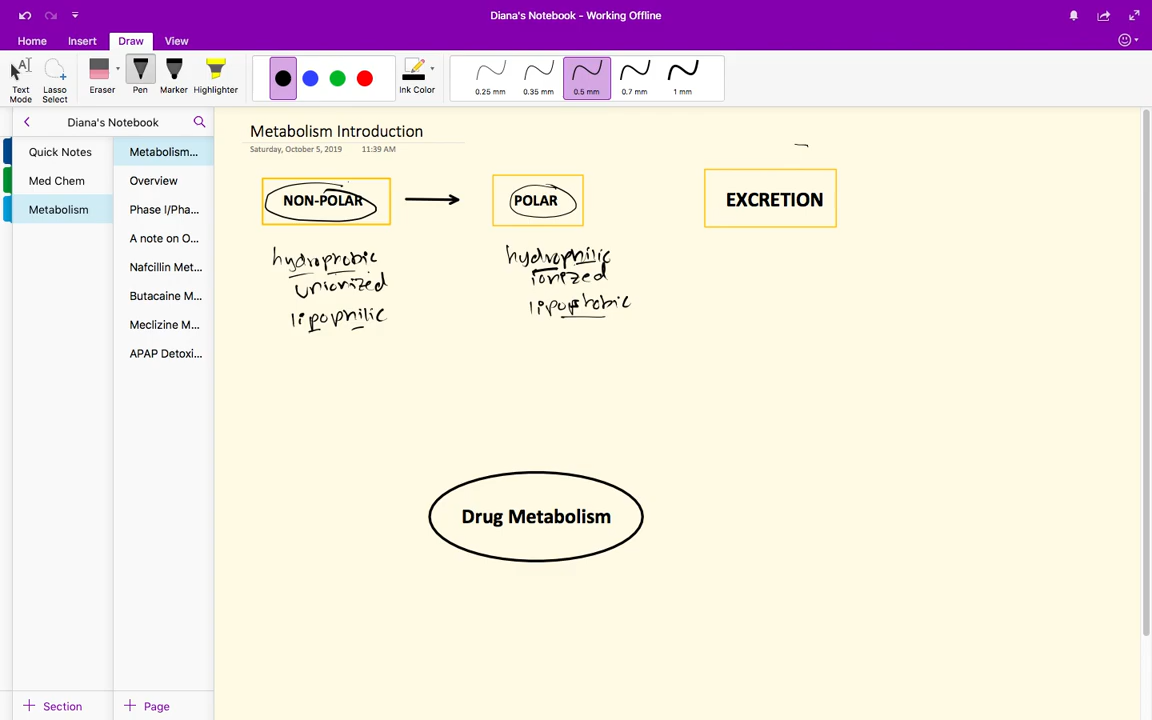 Diana's Notebook - Working Offline
Home Insert Draw View
Text Mode
Lasso Select
Eraser
Pen
Marker
Highlighter
Ink Color
0.25 mm
0.35 mm
0.5 mm
0.7 mm
1 mm
Diana's Notebook
Quick Notes
Med Chem
Metabolism
Metabolism...
Overview
Phase I/Pha...
A note on O...
Nafcillin Met...
Butacaine M...
Meclizine M...
APAP Detoxi...
+ Section
+ Page
Metabolism Introduction
Saturday, October 5, 2019 11:39 AM
NON-POLAR
POLAR
EXCRETION
hydroprobic
unionized
lipophilic
hydrophilic
ionized
lipophobic
Drug Metabolism